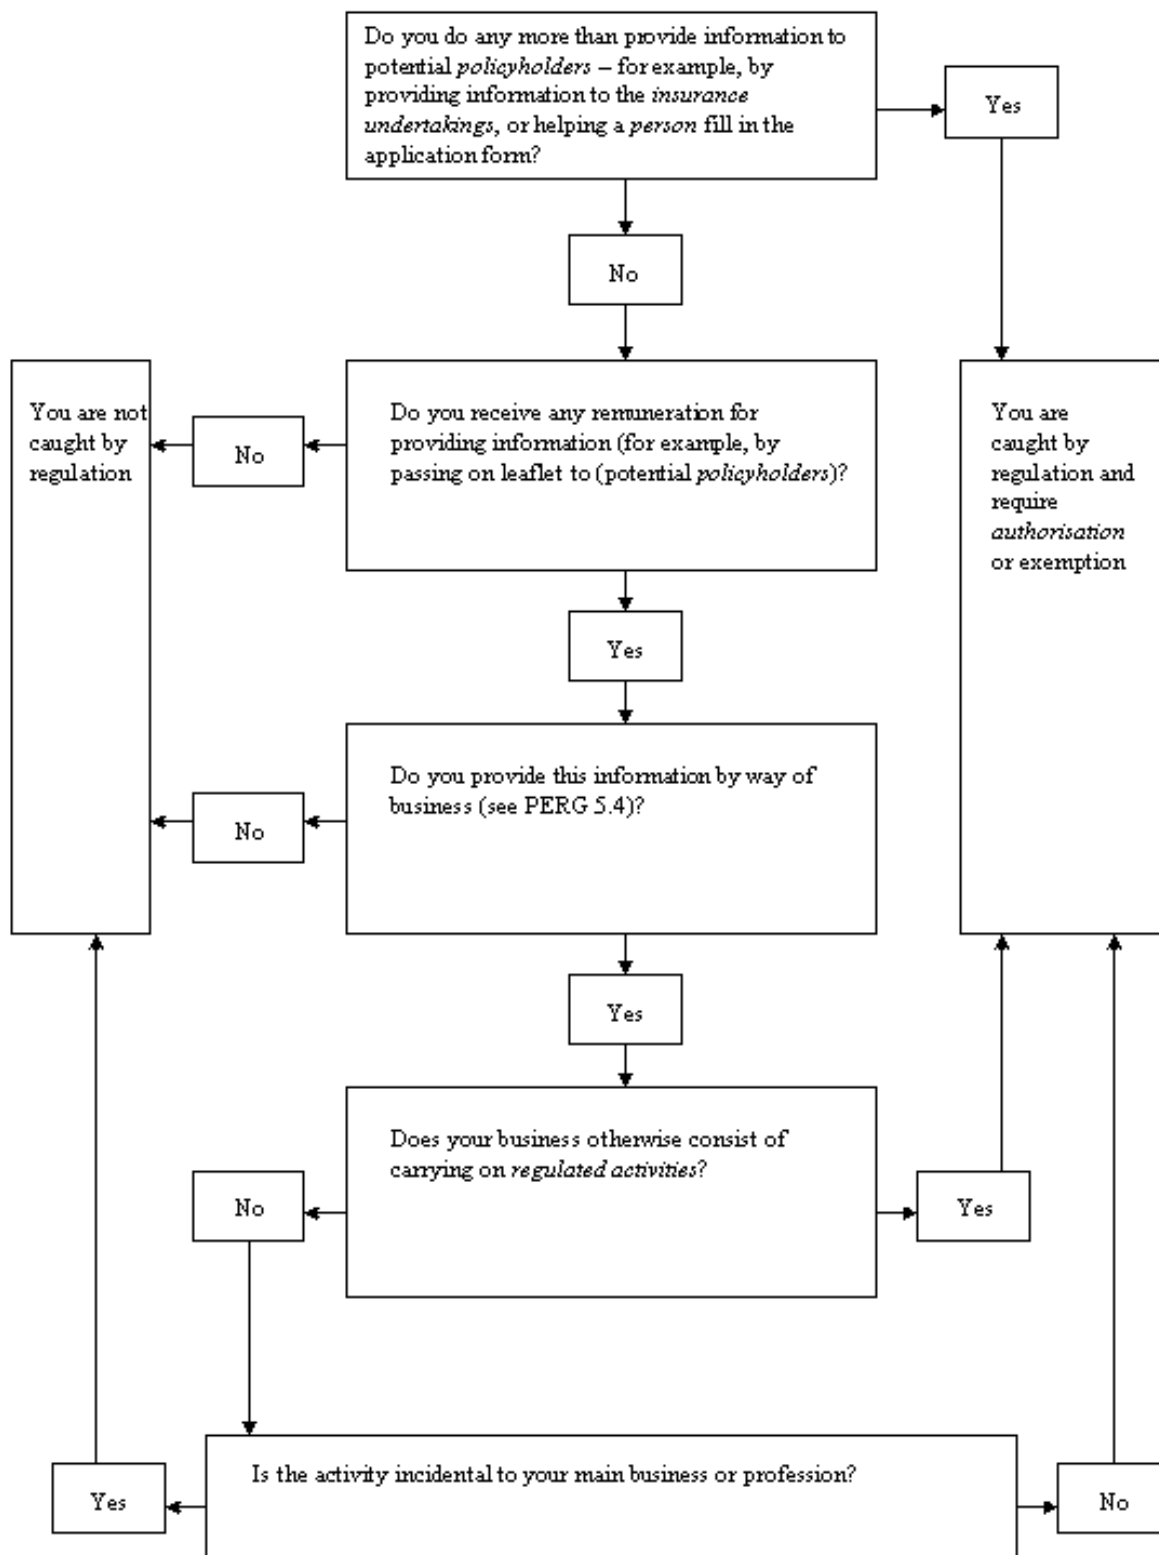 Do you do any more than provide information to
potential policyholders – for example, by
providing information to the insurance
undertakings, or helping a person fill in the
application form?
Yes
No
You are not
caught by
regulation
No
Do you receive any remuneration for
providing information (for example, by
passing on leaflet to (potential policyholders)?
You are
caught by
regulation and
require
authorisation
or exemption
Yes
Do you provide this information by way of
business (see PERG 5.4)?
No
Yes
Does your business otherwise consist of
carrying on regulated activities?
No
Yes
Is the activity incidental to your main business or profession?
Yes
No